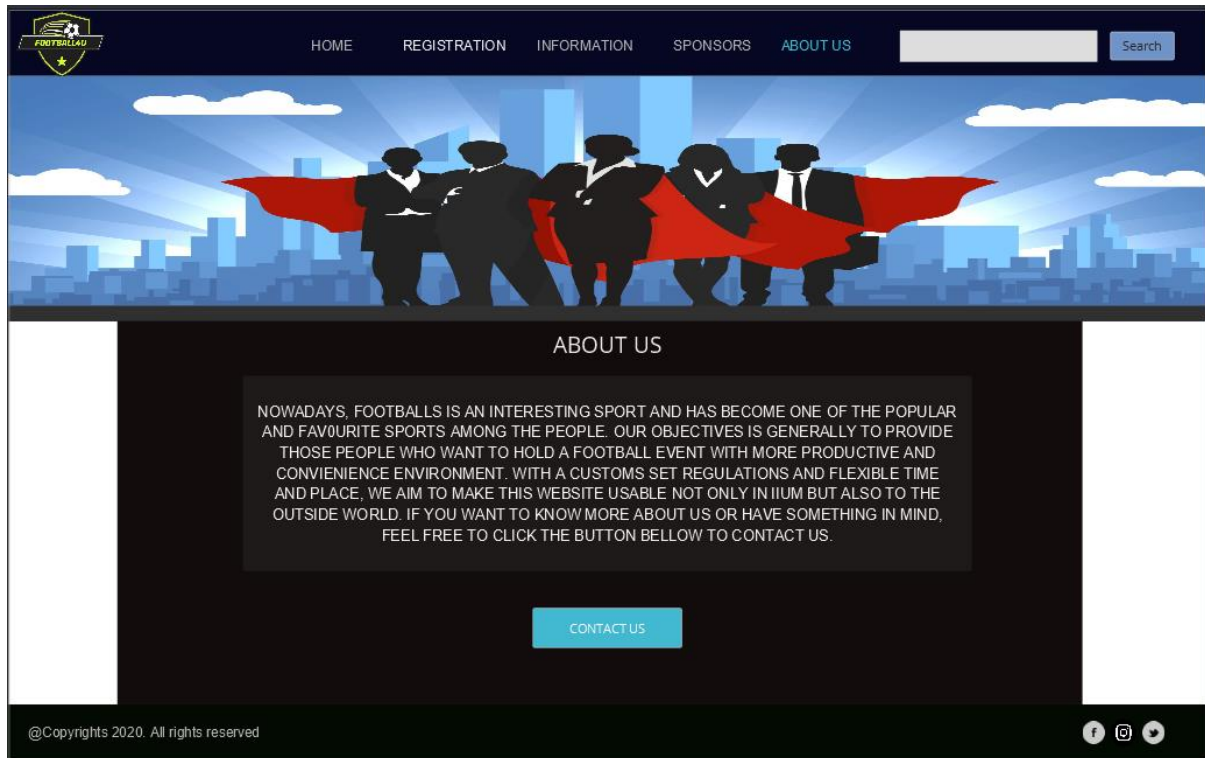 FOOTBALL4U
HOME REGISTRATION INFORMATION SPONSORS ABOUT US Search
ABOUT US
NOWADAYS, FOOTBALLS IS AN INTERESTING SPORT AND HAS BECOME ONE OF THE POPULAR
AND FAV0URITE SPORTS AMONG THE PEOPLE. OUR OBJECTIVES IS GENERALLY TO PROVIDE
THOSE PEOPLE WHO WANT TO HOLD A FOOTBALL EVENT WITH MORE PRODUCTIVE AND
CONVIENIENCE ENVIRONMENT. WITH A CUSTOMS SET REGULATIONS AND FLEXIBLE TIME
AND PLACE, WE AIM TO MAKE THIS WEBSITE USABLE NOT ONLY IN IIUM BUT ALSO TO THE
OUTSIDE WORLD. IF YOU WANT TO KNOW MORE ABOUT US OR HAVE SOMETHING IN MIND,
FEEL FREE TO CLICK THE BUTTON BELLOW TO CONTACT US.
CONTACT US
@Copyrights 2020. All rights reserved